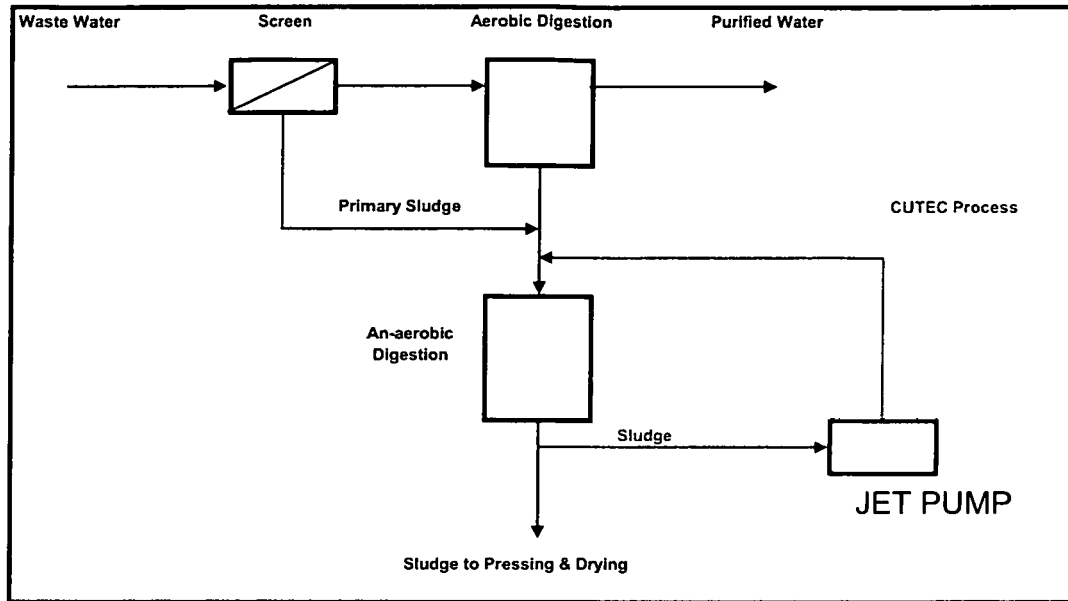 Waste Water
Screen
Aerobic Digestion
Purified Water
Primary Sludge
CUTEC Process
An-aerobic
Digestion
Sludge
JET PUMP
Sludge to Pressing & Drying